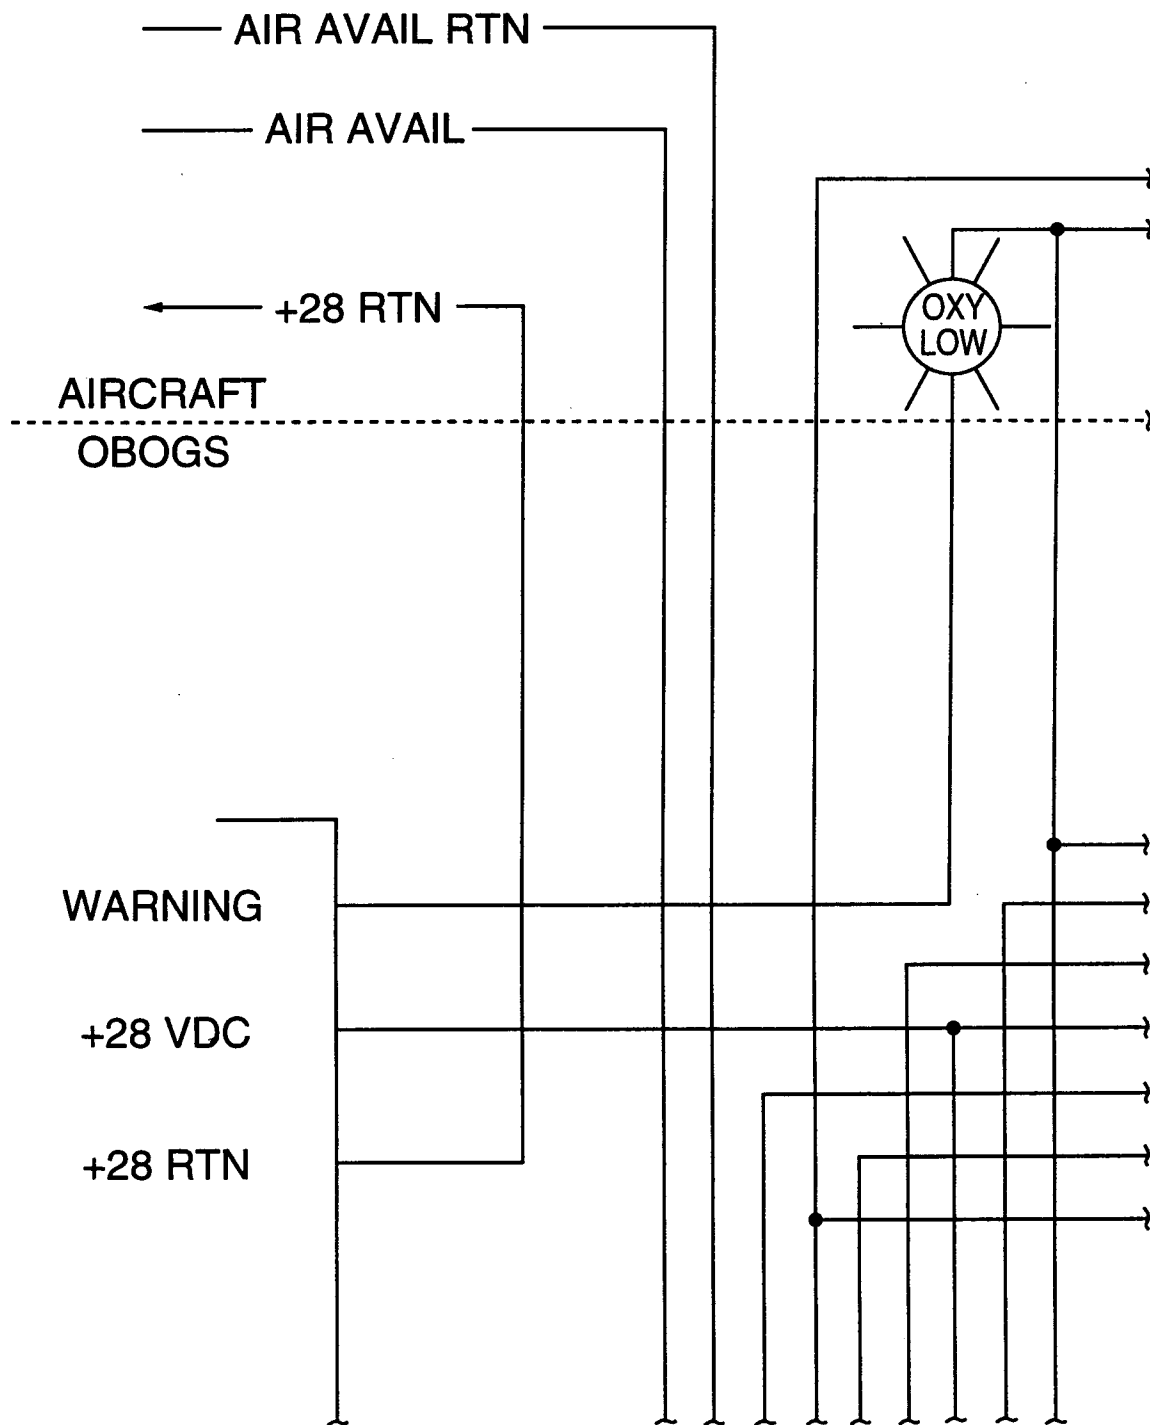 AIR AVAIL RTN
AIR AVAIL
+28 RTN
OXY
LOW
AIRCRAFT
OBOGS
WARNING
+28 VDC
+28 RTN